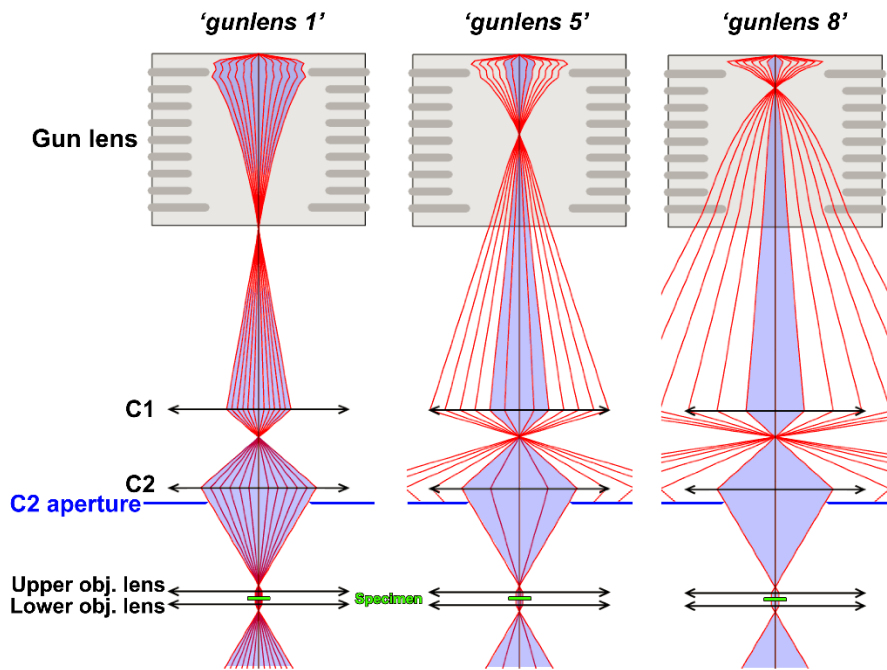 'gunlens 1'
'gunlens 5'
'gunlens 8'
Gun lens
C1
C2
C2 aperture
Upper obj. lens
Lower obj. lens
Specimen